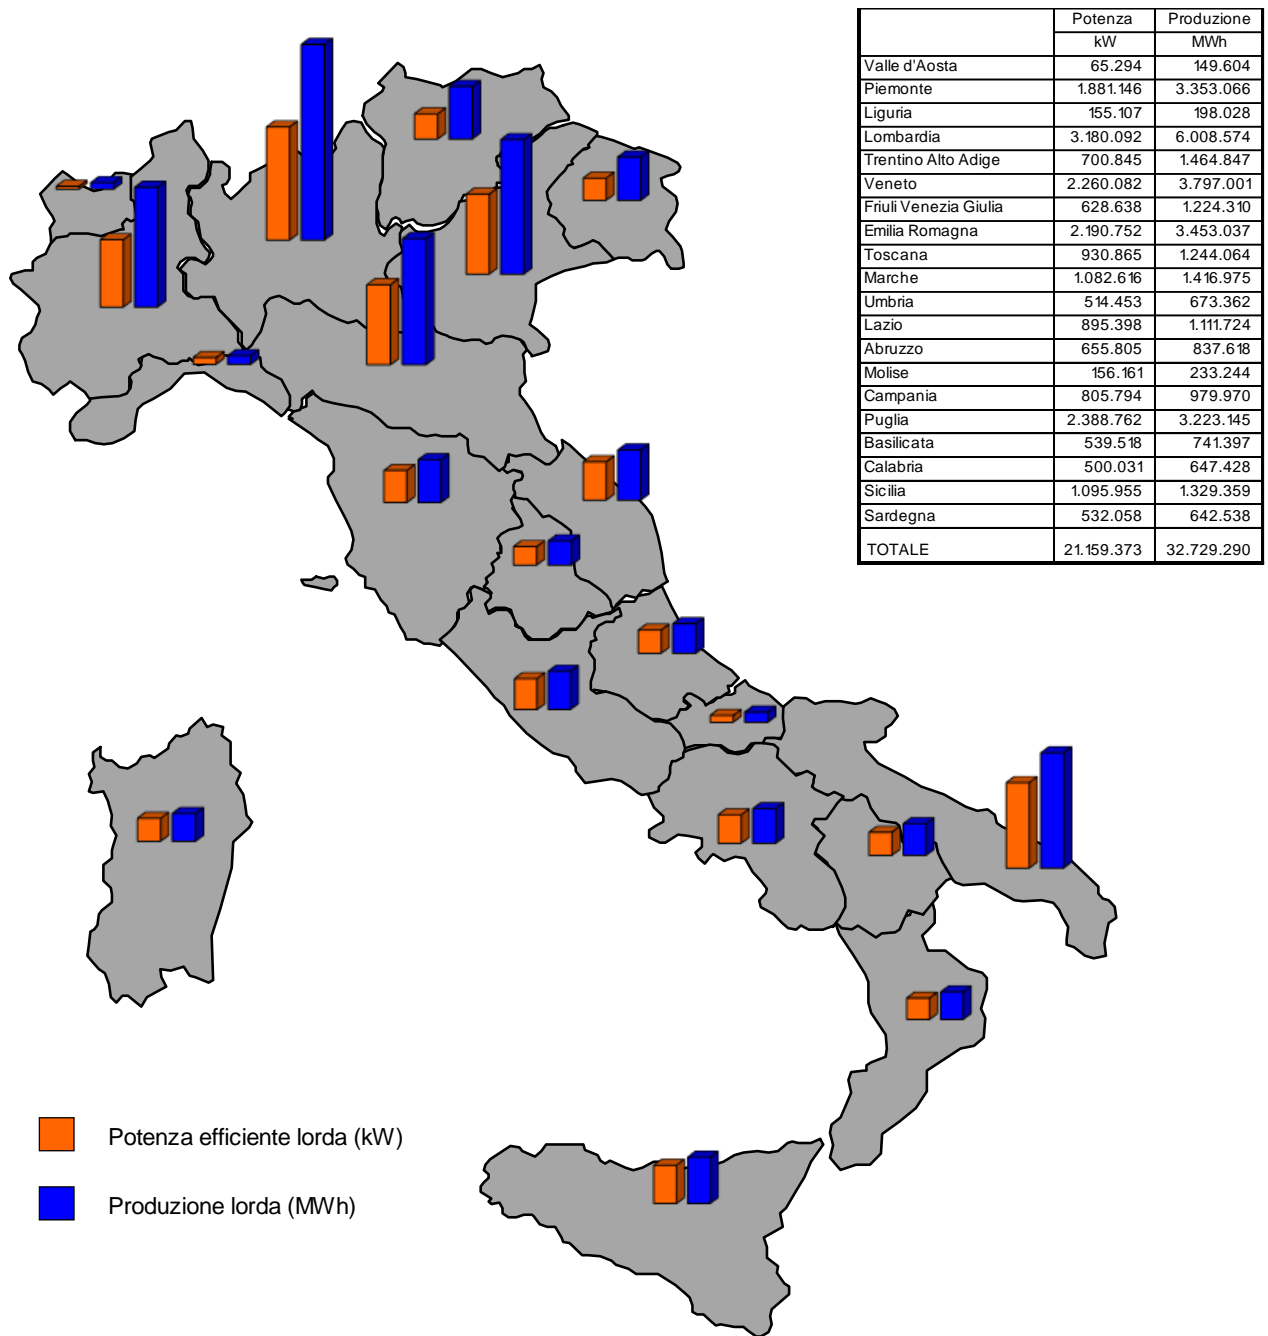 Potenza Produzione
kW MWh
Valle d'Aosta 65.294 149.604
Piemonte 1.881.146 3.353.066
Liguria 155.107 198.028
Lombardia 3.180.092 6.008.574
Trentino Alto Adige 700.845 1.464.847
Veneto 2.260.082 3.797.001
Friuli Venezia Giulia 628.638 1.224.310
Emilia Romagna 2.190.752 3.453.037
Toscana 930.865 1.244.064
Marche 1.082.616 1.416.975
Umbria 514.453 673.362
Lazio 895.398 1.111.724
Abruzzo 655.805 837.618
Molise 156.161 233.244
Campania 805.794 979.970
Puglia 2.388.762 3.223.145
Basilicata 539.518 741.397
Calabria 500.031 647.428
Sicilia 1.095.955 1.329.359
Sardegna 532.058 642.538
TOTALE 21.159.373 32.729.290
Potenza efficiente lorda (kW)
Produzione lorda (MWh)